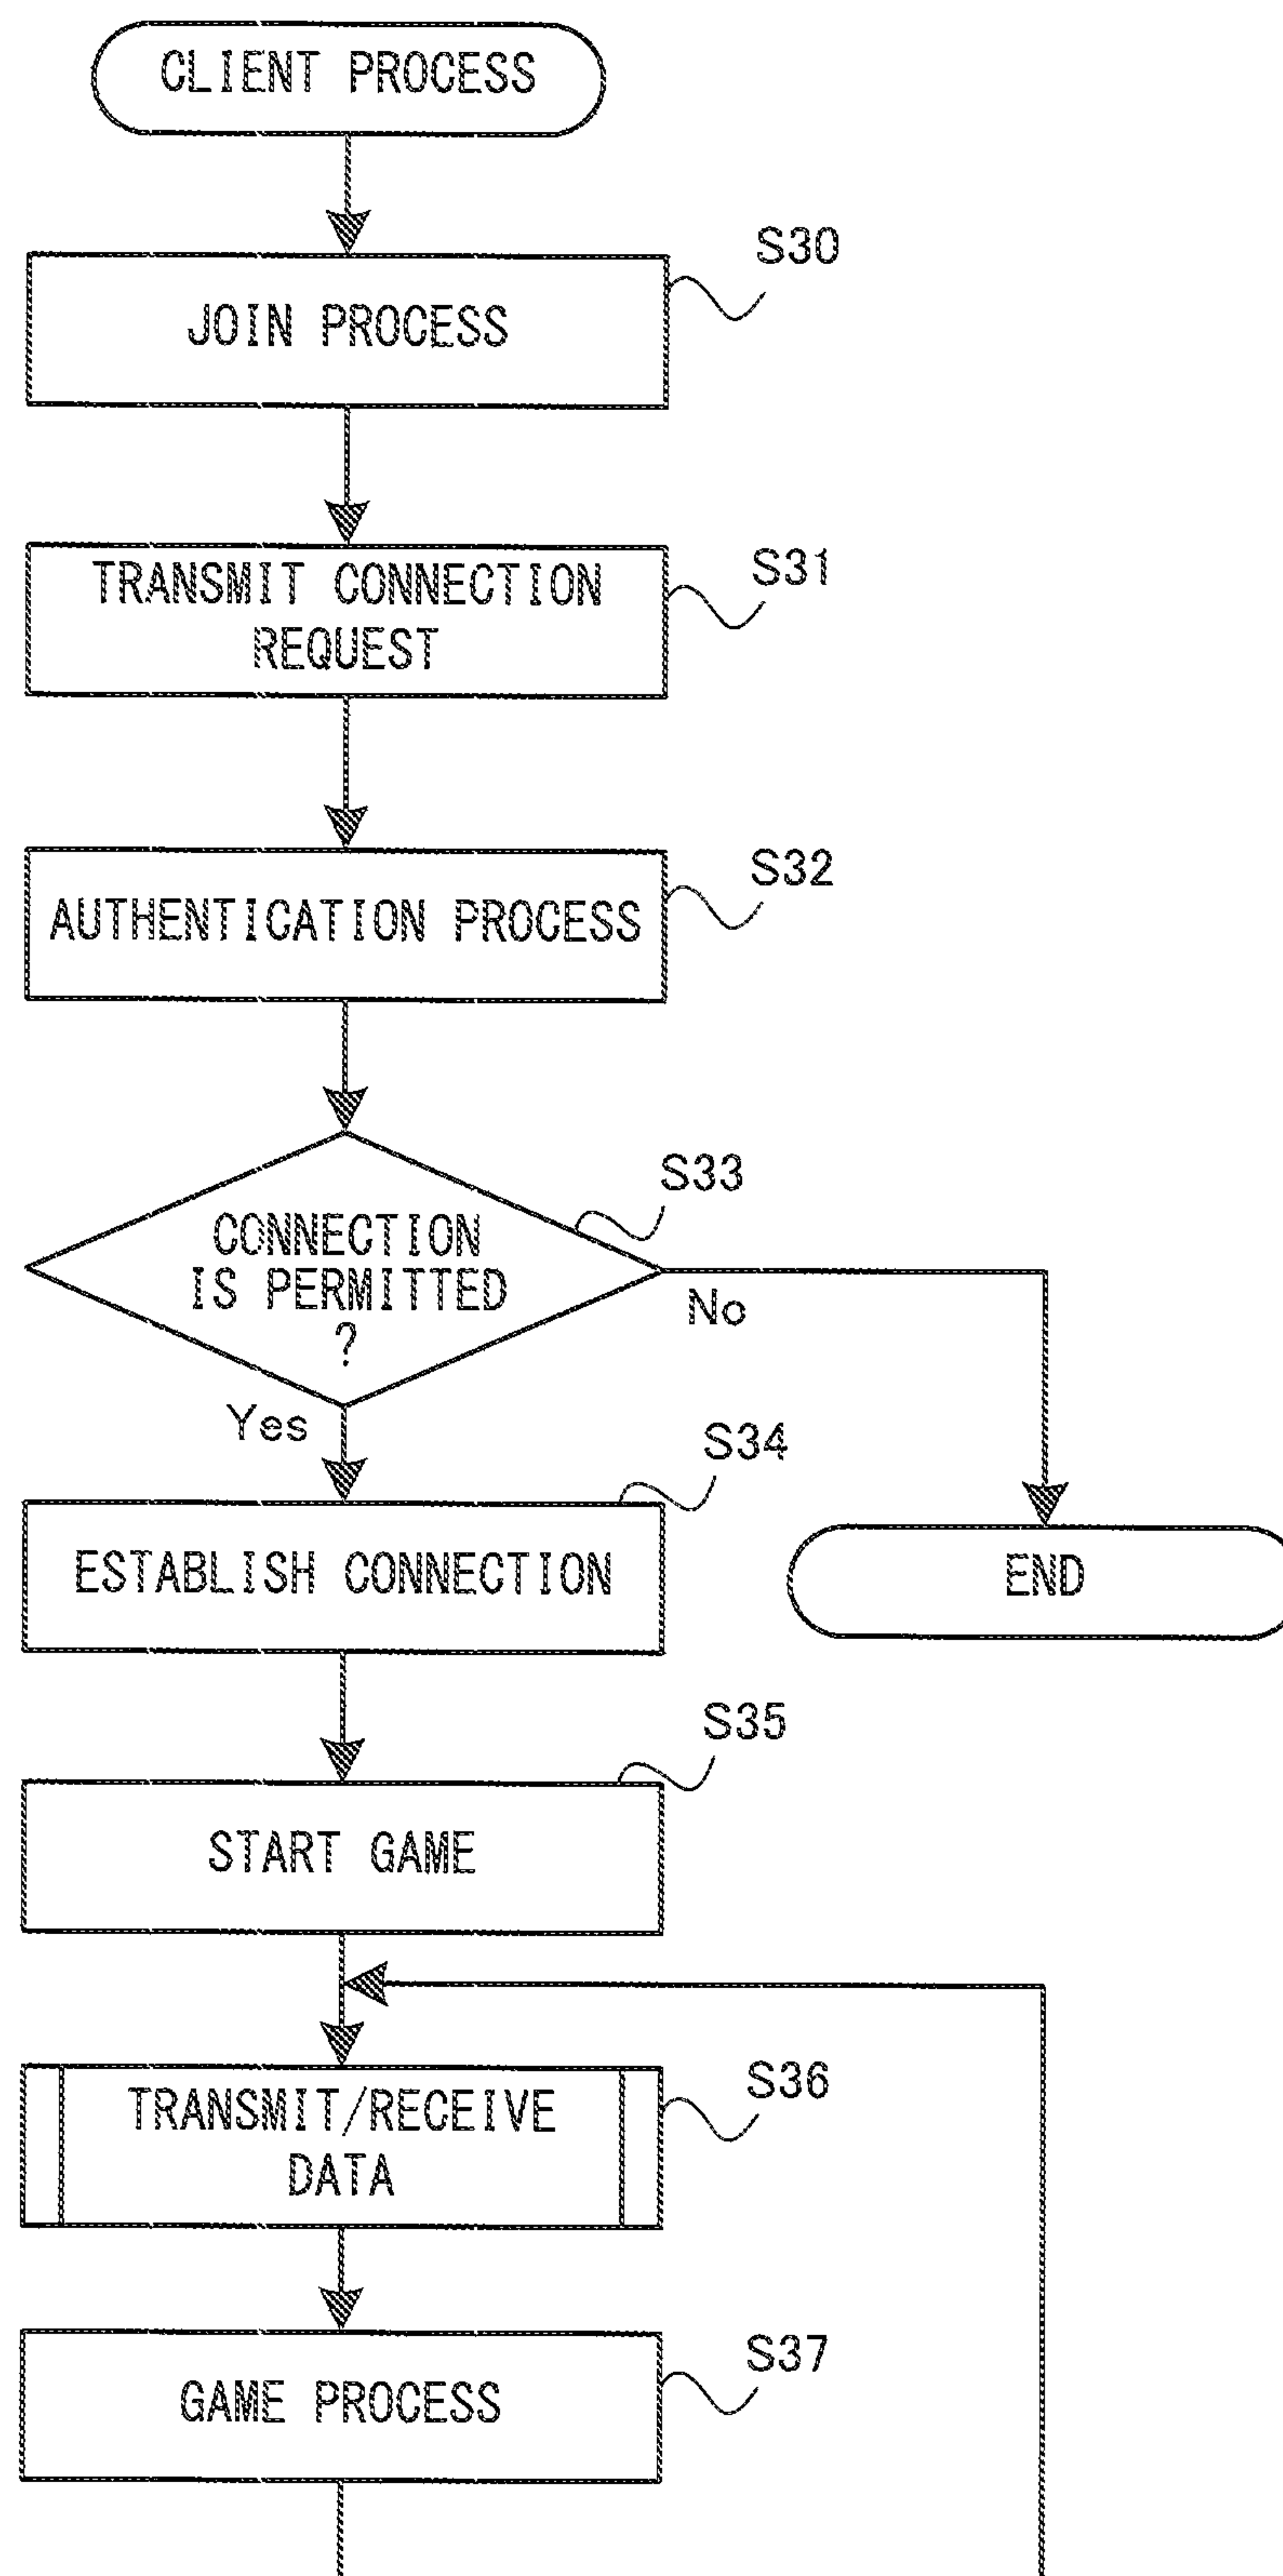 CLIENT PROCESS
S30
JOIN PROCESS
S31
TRANSMIT CONNECTION
REQUEST
S32
AUTHENTICATION PROCESS
S33
CONNECTION
IS PERMITTED
?
No
Yes
S34
ESTABLISH CONNECTION
END
S35
START GAME
S36
TRANSMIT/RECEIVE
DATA
S37
GAME PROCESS